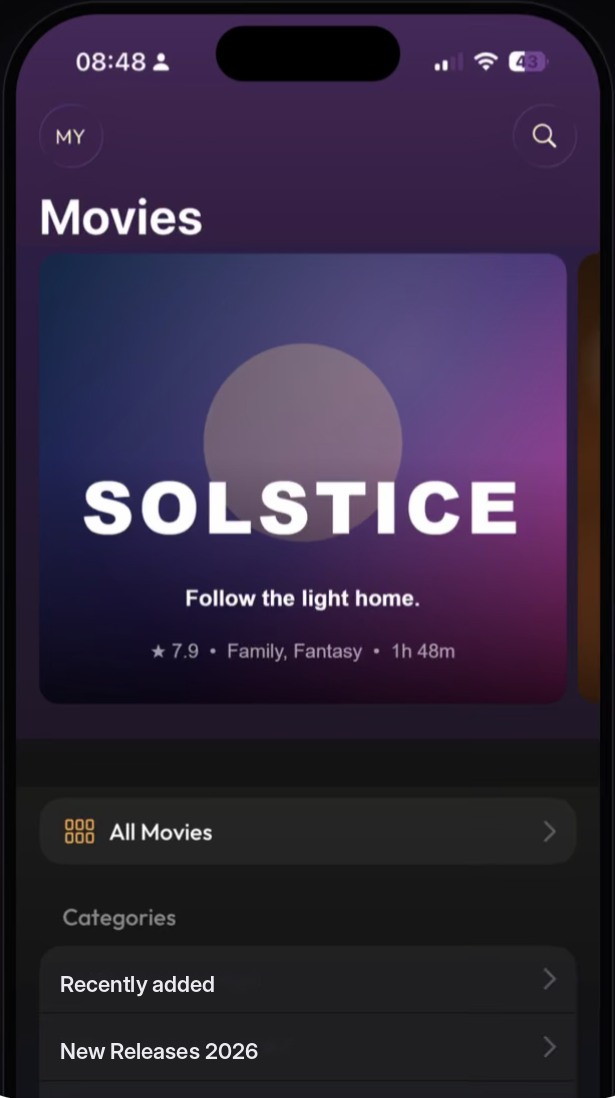 08:48
43
MY
Movies
SOLSTICE
Follow the light home.
★ 7.9 • Family, Fantasy • 1h 48m
All Movies
Categories
Recently added
New Releases 2026